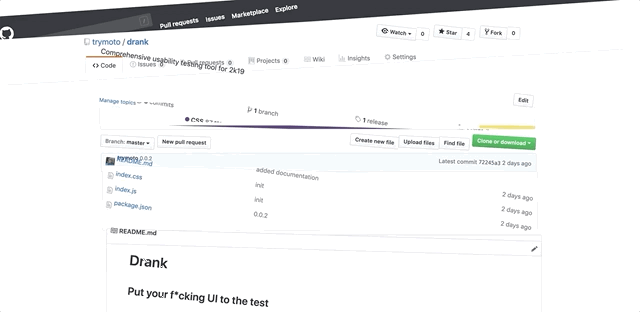 Pull requests Issues Marketplace Explore
trymoto / drank
Watch 0 Star 4 Fork 0
Comprehensive usability testing tool for 2k19
Code Issues 0 Pull requests 0 Projects 0 Wiki Insights Settings
Edit
Manage topics
commits 1 branch 1 release
CSS
Branch: master New pull request Create new file Upload files Find file Clone or download
trymoto 0.0.2 Latest commit 72245a3 2 days ago
README.md added documentation
index.css init 2 days ago
index.js init 2 days ago
package.json 0.0.2 2 days ago
README.md
Drank
Put your f*cking UI to the test